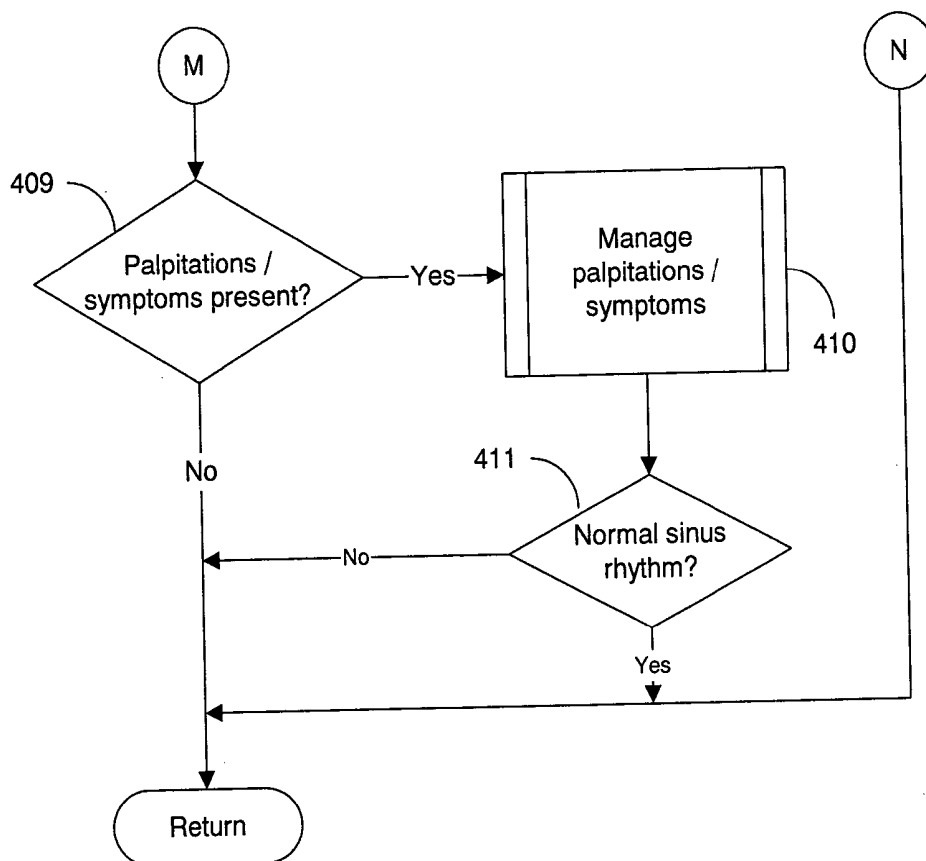 M
N
409
Palpitations /
symptoms present?
Yes
Manage
palpitations /
symptoms
410
No
411
Normal sinus
rhythm?
No
Yes
Return